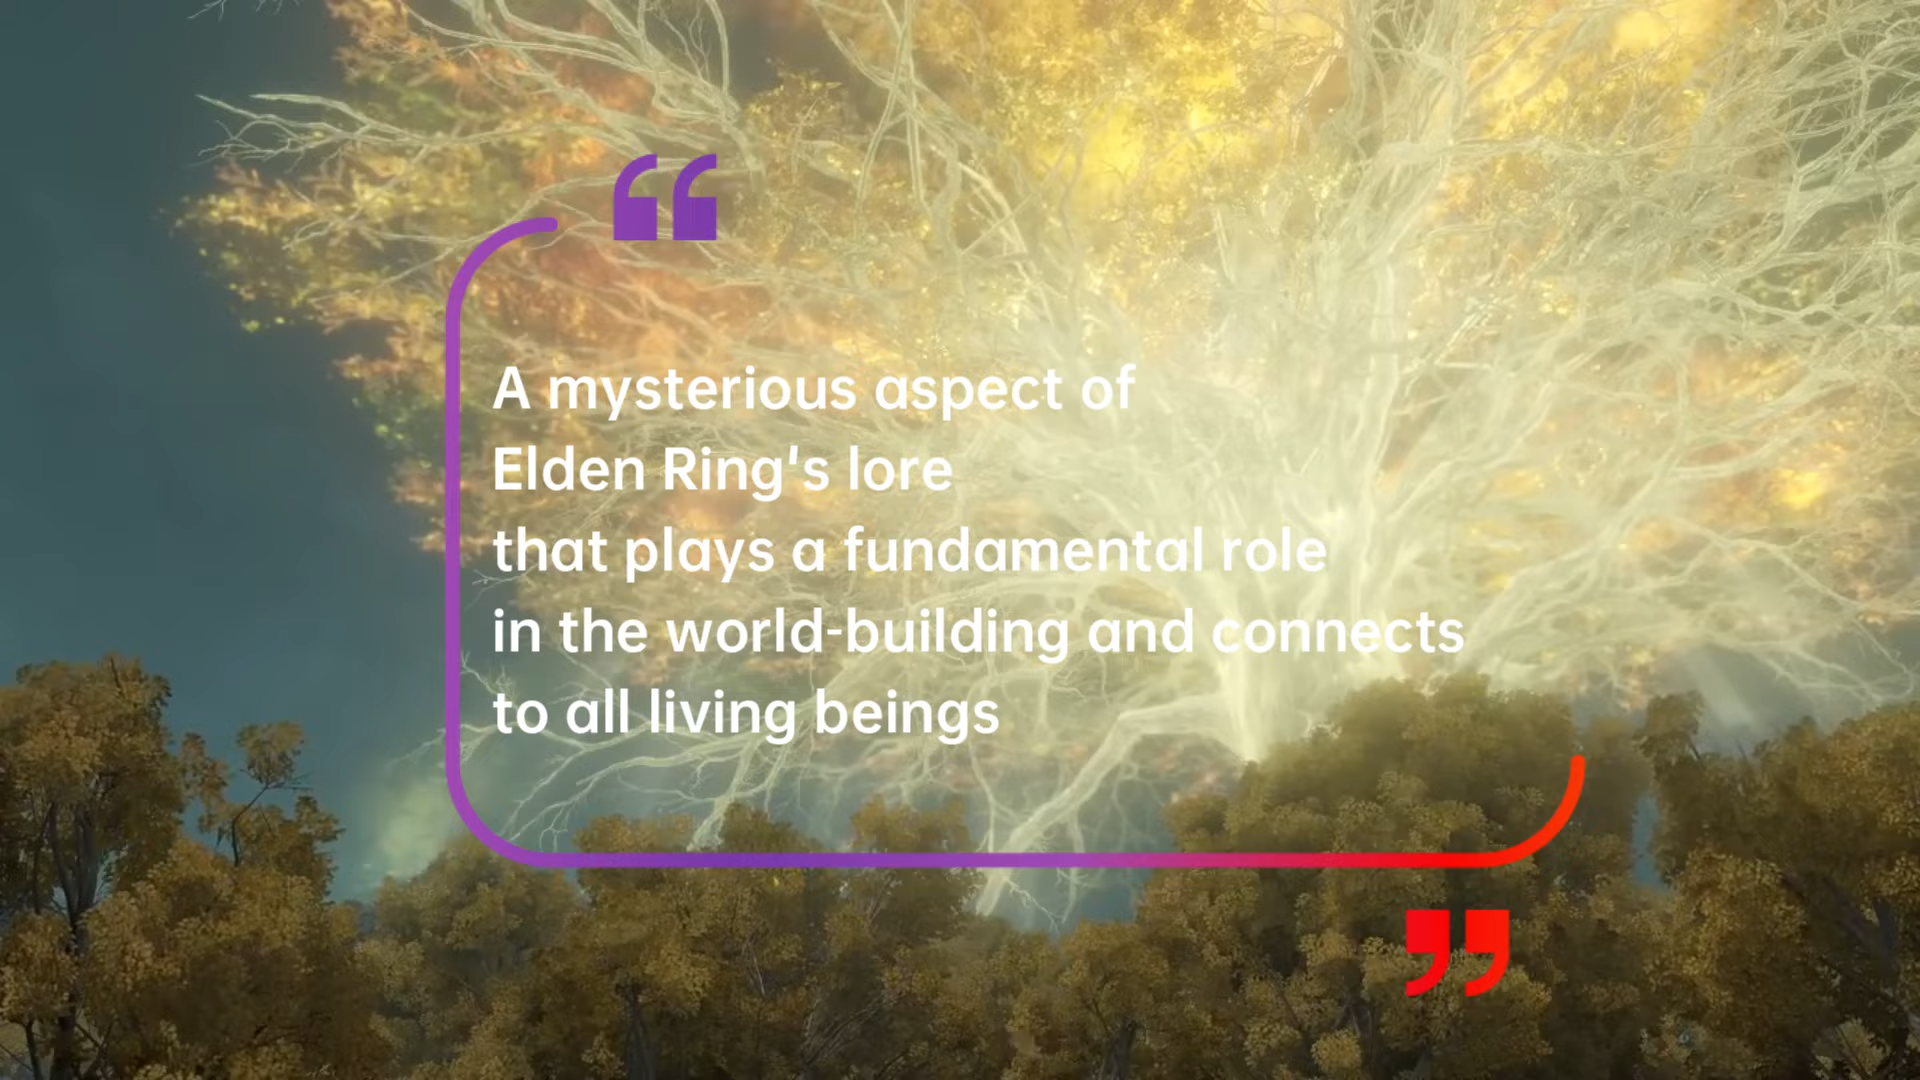 “
A mysterious aspect of
Elden Ring's lore
that plays a fundamental role
in the world-building and connects
to all living beings
”